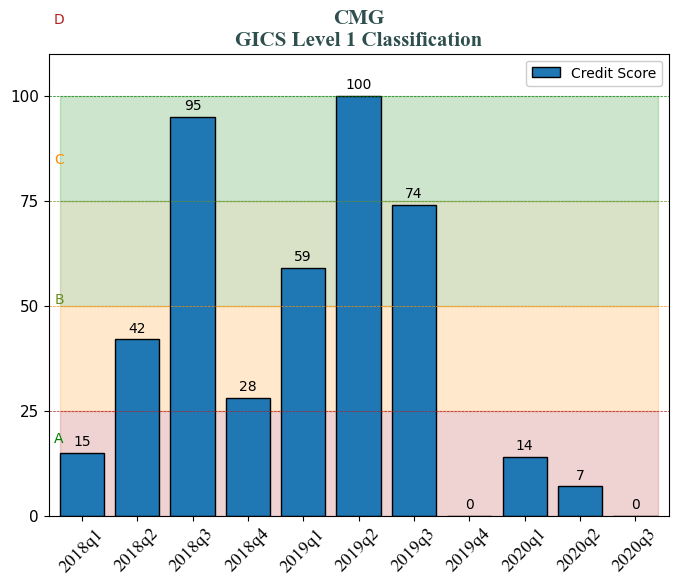 D
CMG
GICS Level 1 Classification
Credit Score
100
100
95
C
75
74
59
B
50
42
28
25
A
15
14
7
0
0
0
2018q1
2018q2
2018q3
2018q4
2019q1
2019q2
2019q3
2019q4
2020q1
2020q2
2020q3